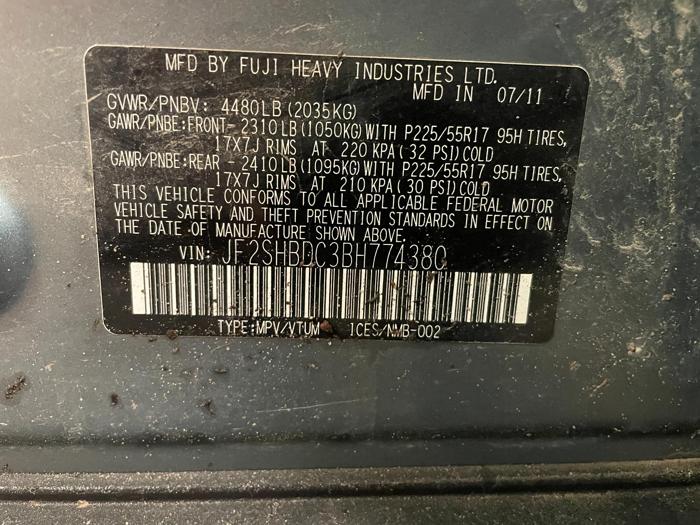 MFD BY FUJI HEAVY INDUSTRIES LTD.
MFD IN 07/11
GVWR/PNBV: 4480LB (2035KG)
GAWR/PNBE:FRONT- 2310LB (1050KG) WITH P225/55R17 95H TIRES,
17X7J RIMS AT 220 KPA ( 32 PSI) COLD
GAWR/PNBE:REAR - 2410LB (1095KG) WITH P225/55R17 95H TIRES,
17X7J RIMS AT 210 KPA ( 30 PSI) COLD
THIS VEHICLE CONFORMS TO ALL APPLICABLE FEDERAL MOTOR
VEHICLE SAFETY AND THEFT PREVENTION STANDARDS IN EFFECT ON
THE DATE OF MANUFACTURE SHOWN ABOVE.
VIN: JF2SHBDC3BH774380
TYPE:MPV/VTUM ICES/NMB-002